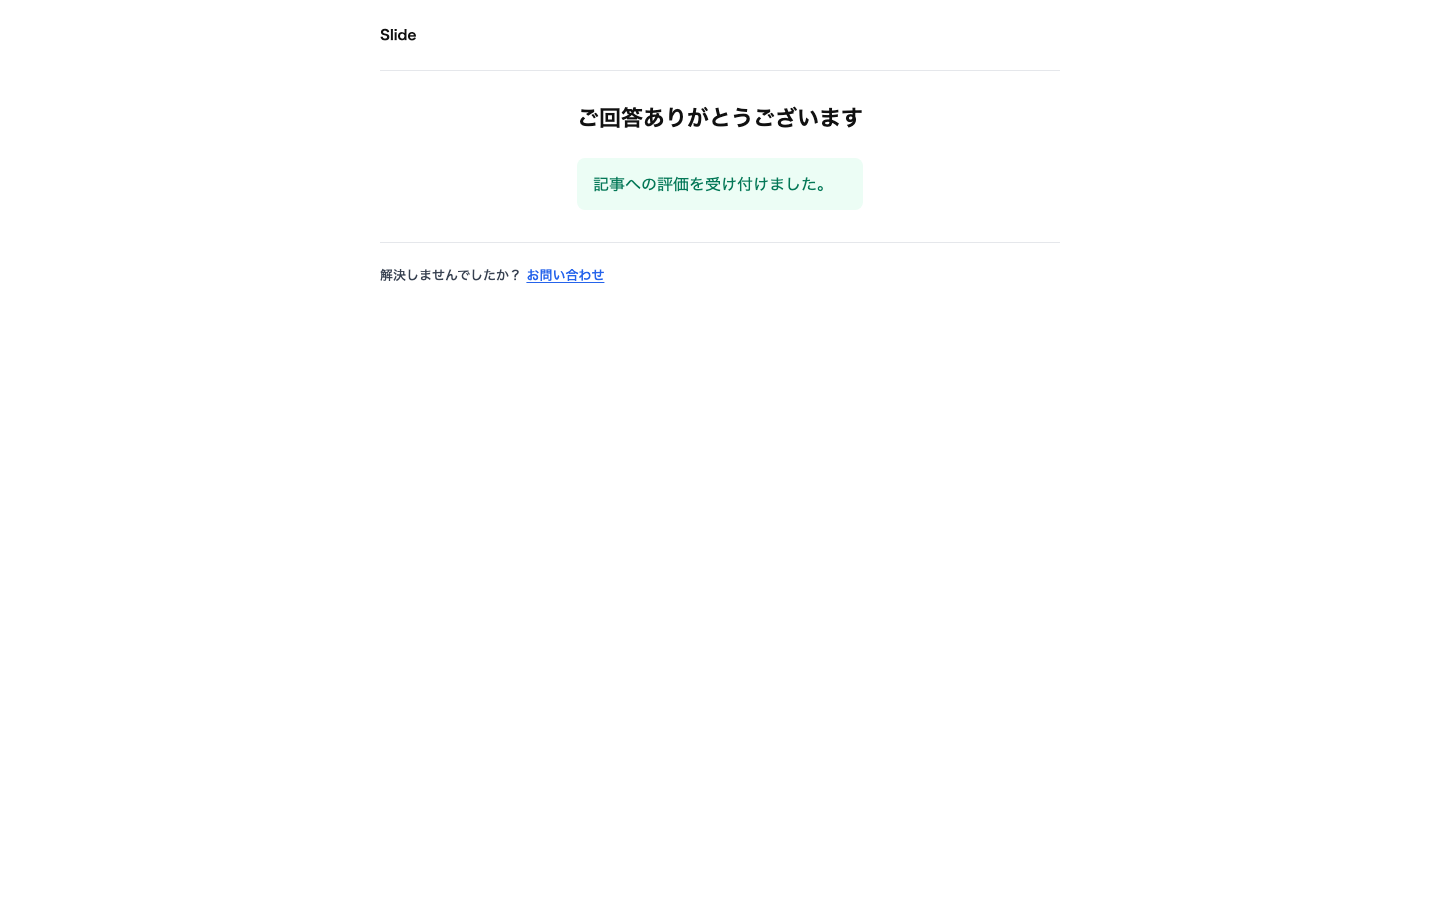 Slide
ご回答ありがとうございます
記事への評価を受け付けました。
解決しませんでしたか？ お問い合わせ